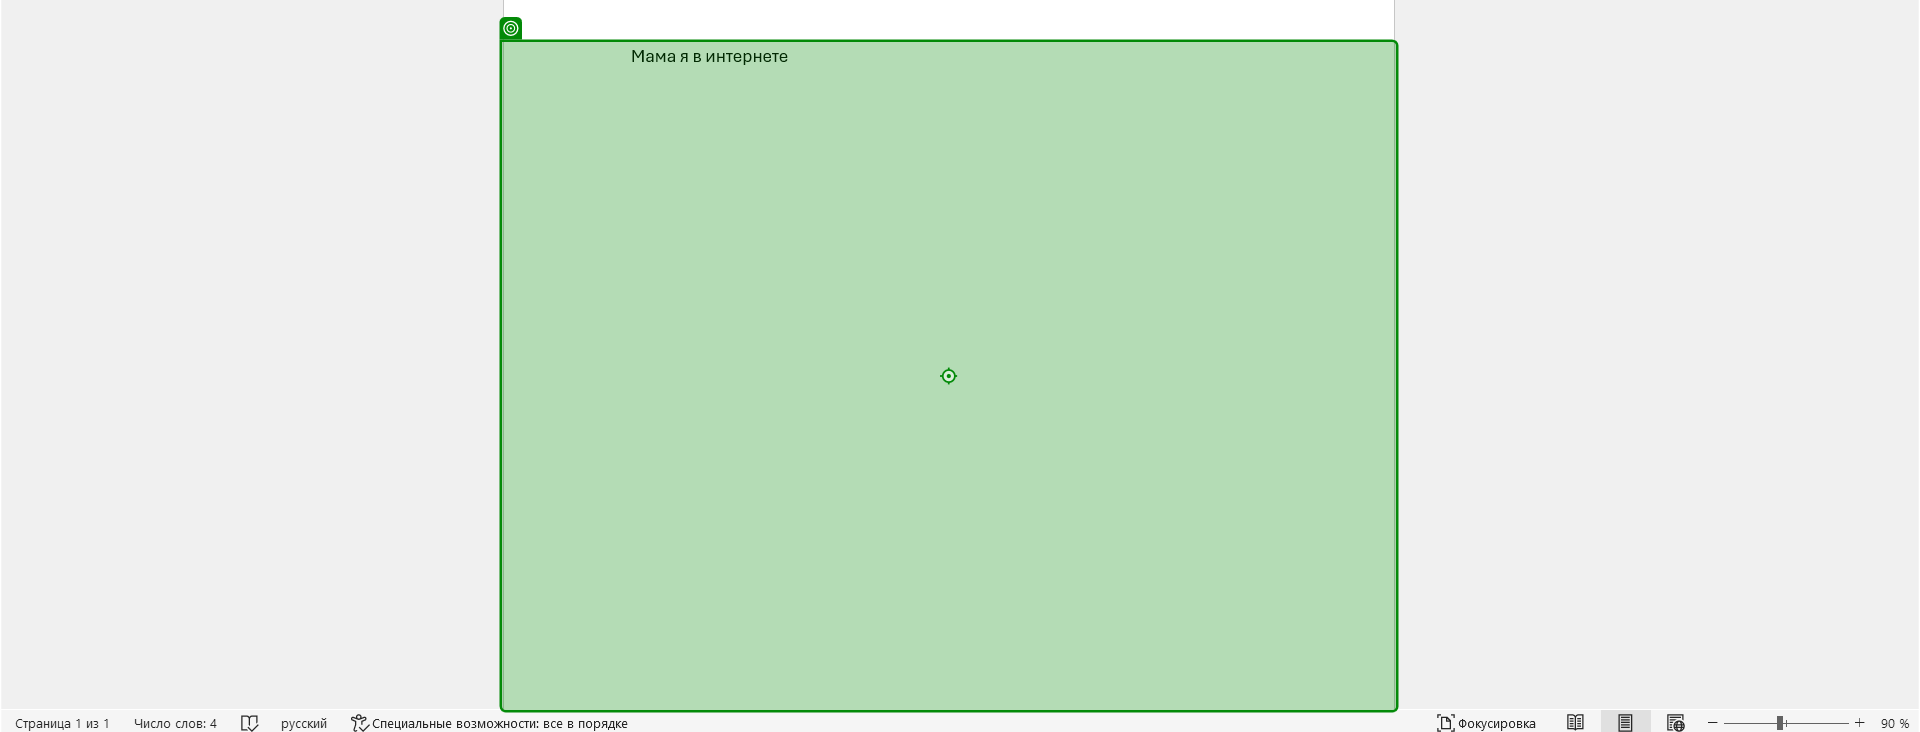 Мама я в интернете
Страница 1 из 1 Число слов: 4 русский Специальные возможности: все в порядке Фокусировка 90 %